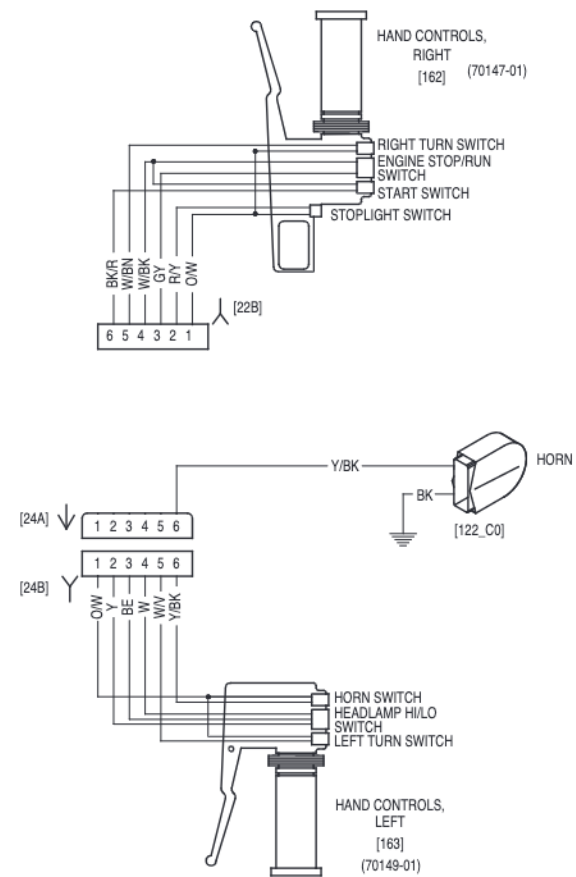 HAND CONTROLS,
RIGHT
[162] (70147-01)
RIGHT TURN SWITCH
ENGINE STOP/RUN
SWITCH
START SWITCH
STOPLIGHT SWITCH
BK/R W/BN W/BK GY R/Y O/W
[22B]
6 5 4 3 2 1
Y/BK
HORN
BK
[122_C0]
[24A]
1 2 3 4 5 6
1 2 3 4 5 6
[24B]
O/W Y BE W W/V Y/BK
HORN SWITCH
HEADLAMP HI/LO
SWITCH
LEFT TURN SWITCH
HAND CONTROLS,
LEFT
[163]
(70149-01)